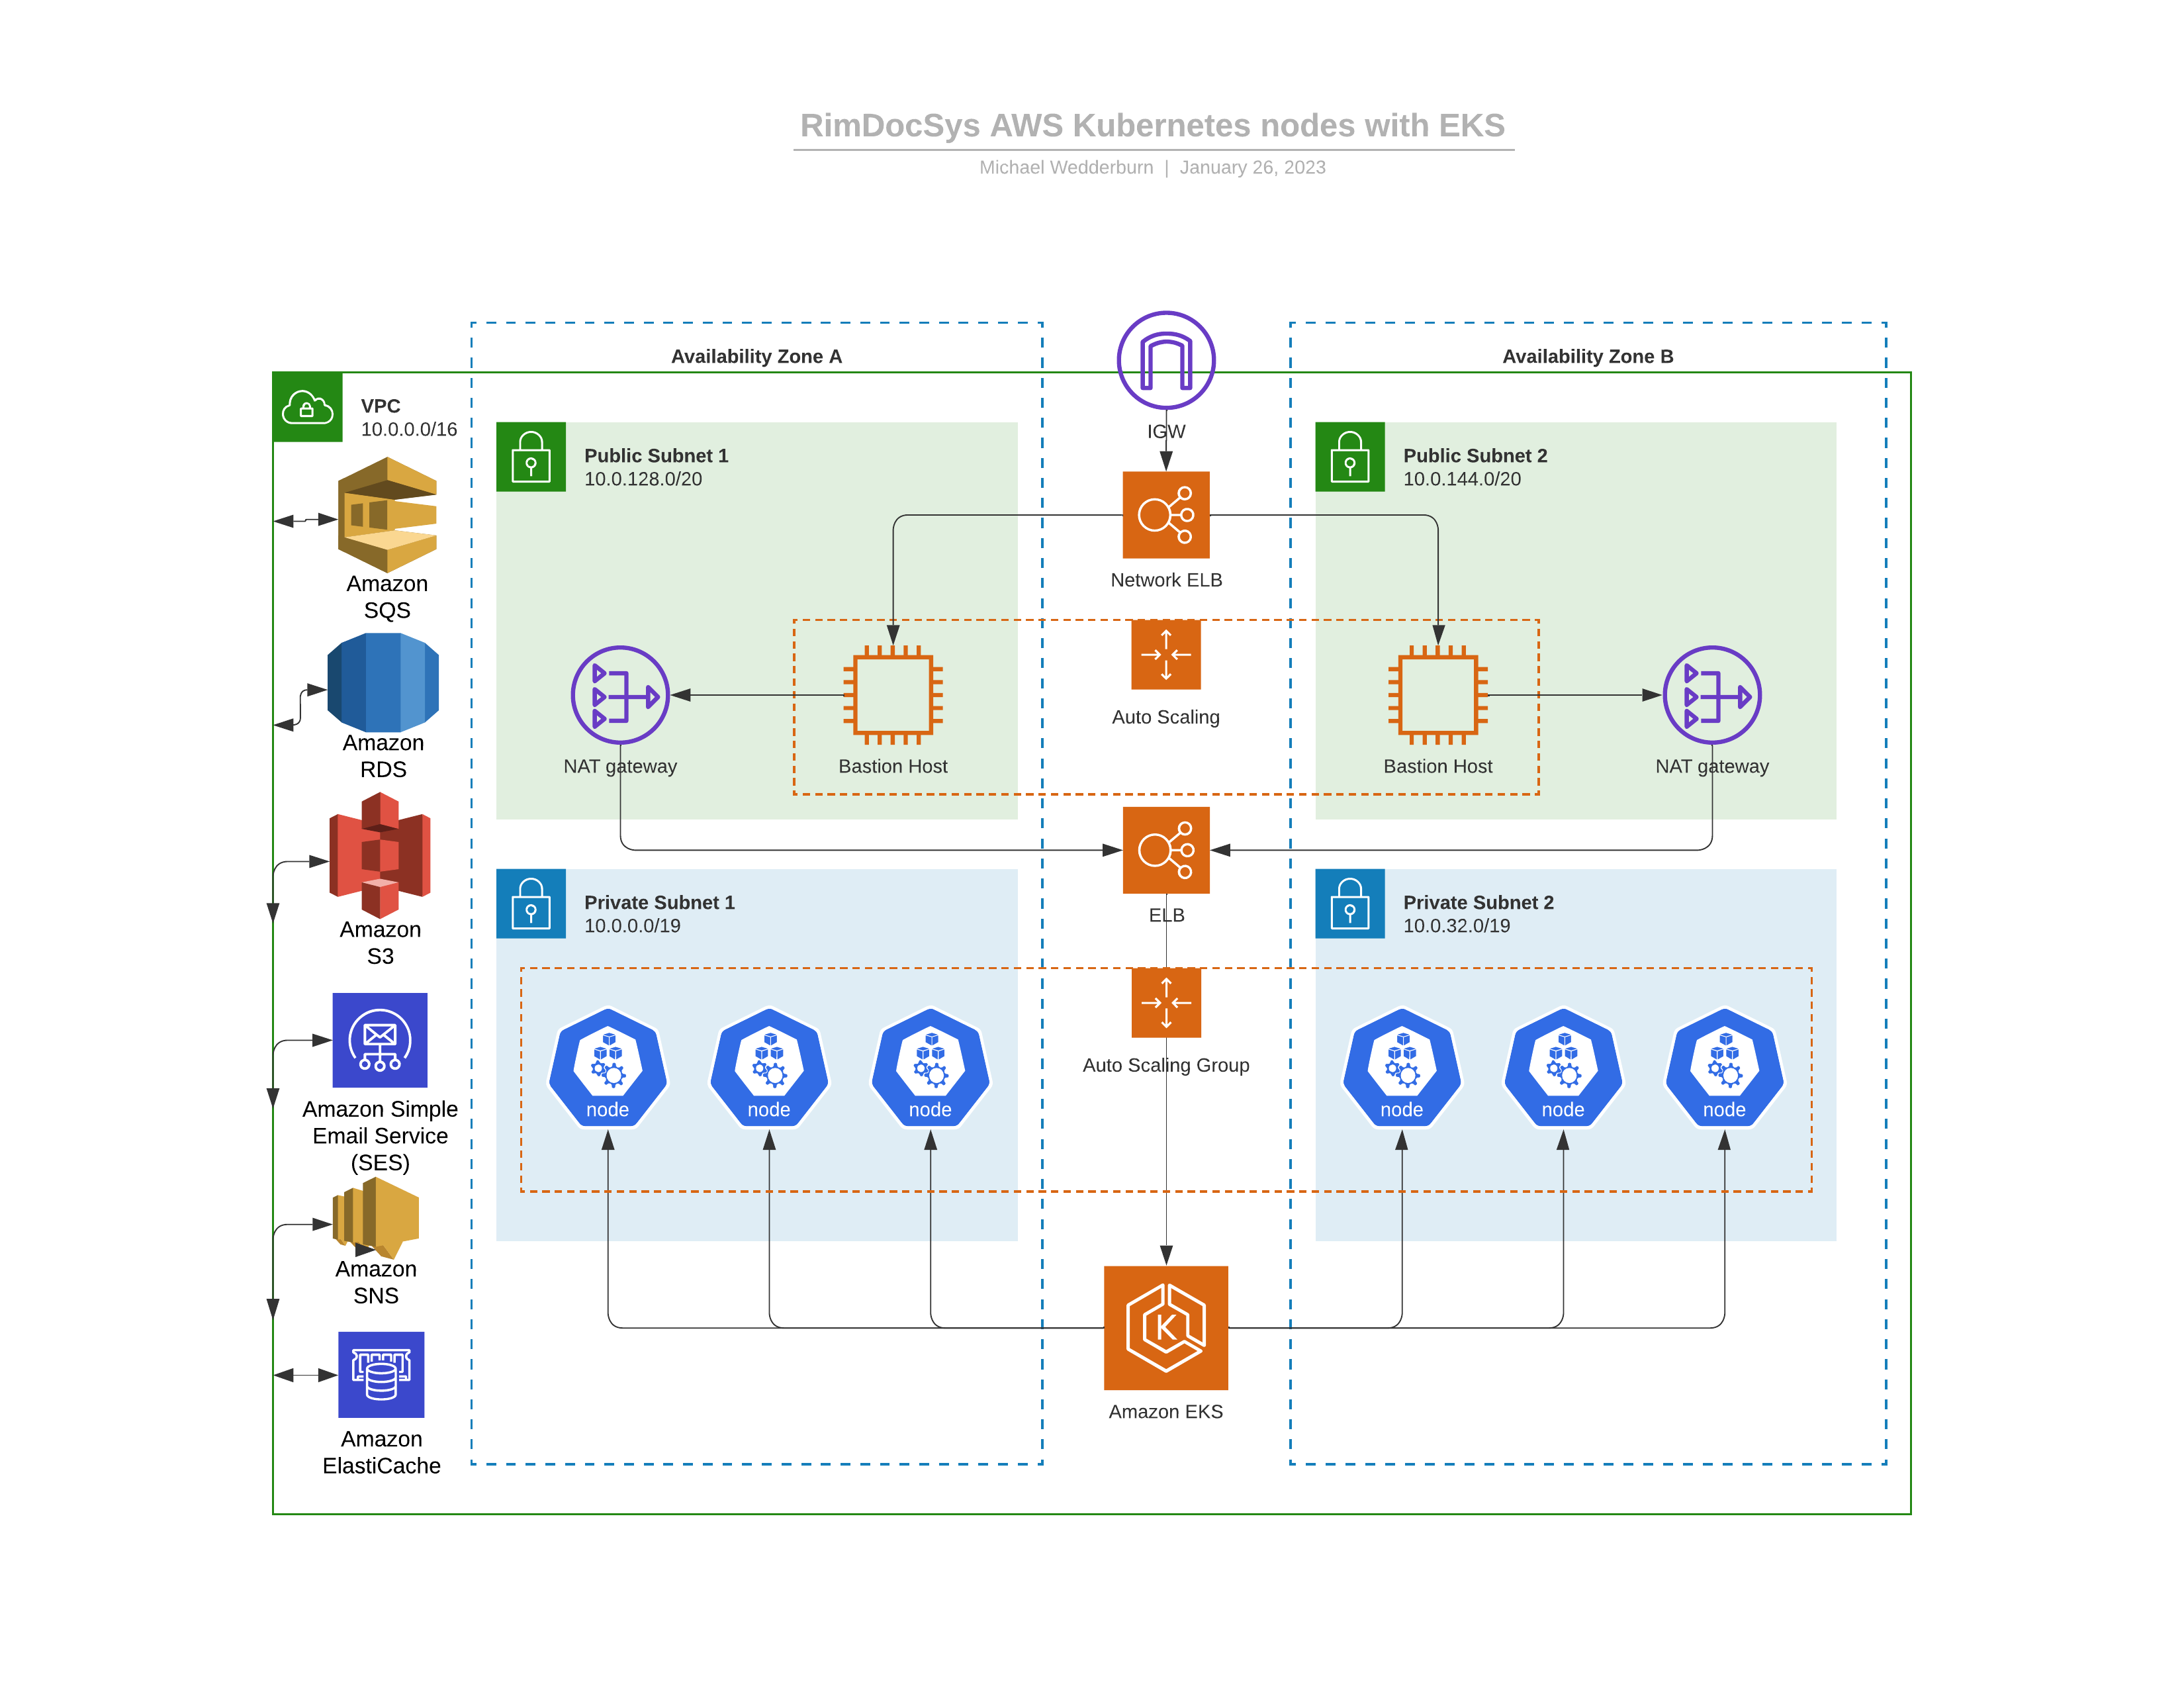 RimDocSys AWS Kubernetes nodes with EKS
Michael Wedderburn | January 26, 2023
Availability Zone A
Availability Zone B
VPC
10.0.0.0/16
IGW
Public Subnet 1
10.0.128.0/20
Public Subnet 2
10.0.144.0/20
Amazon
SQS
Network ELB
Auto Scaling
Amazon
RDS
NAT gateway
Bastion Host
Bastion Host
NAT gateway
ELB
Private Subnet 1
10.0.0.0/19
Private Subnet 2
10.0.32.0/19
Amazon
S3
Auto Scaling Group
node
node
node
node
node
node
Amazon Simple
Email Service
(SES)
Amazon
SNS
K
Amazon EKS
Amazon
ElastiCache